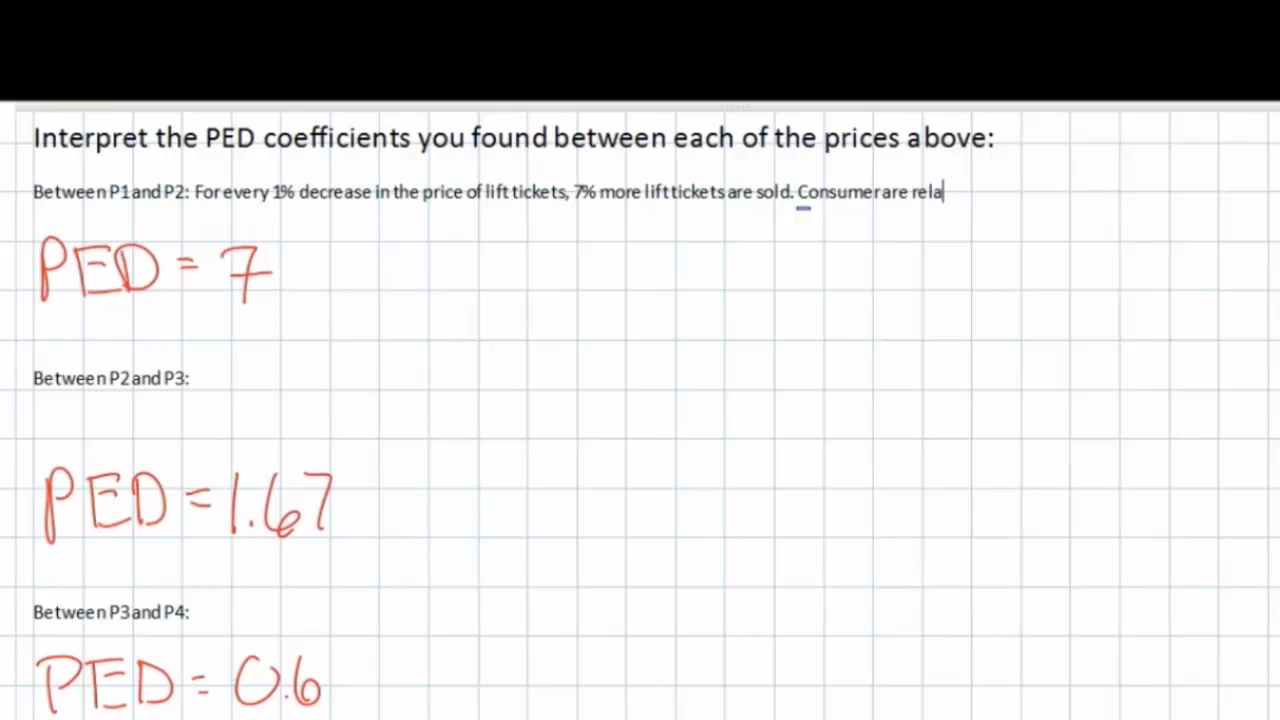 Interpret the PED coefficients you found between each of the prices above:
Between P1 and P2: For every 1% decrease in the price of lift tickets, 7% more lift tickets are sold. Consumer are rela
PED = 7
Between P2 and P3:
PED = 1.67
Between P3 and P4:
PED = 0.6